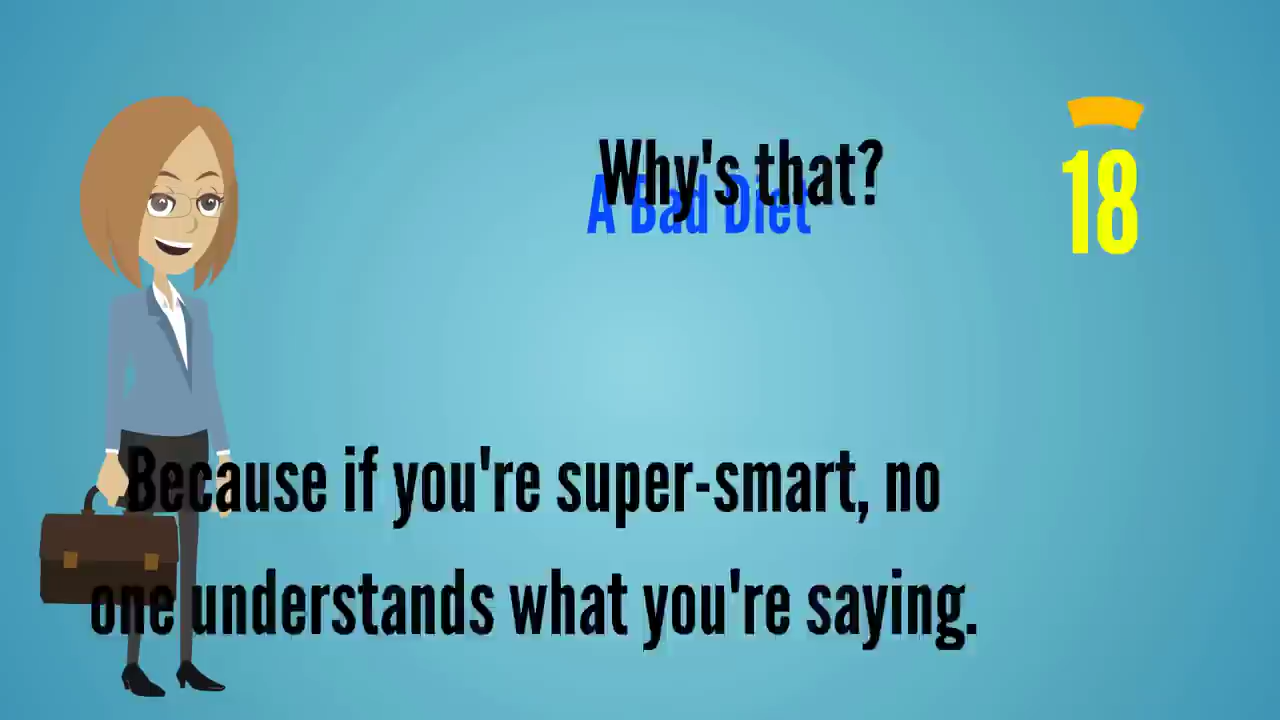 Why's that?
A Bad Diet
18
Because if you're super-smart, no
one understands what you're saying.